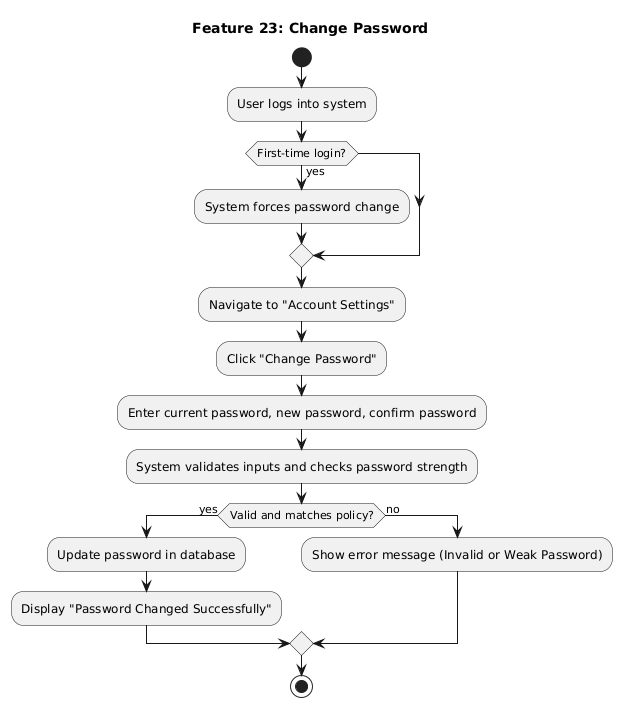 Feature 23: Change Password
User logs into system
First-time login?
yes
System forces password change
Navigate to "Account Settings"
Click "Change Password"
Enter current password, new password, confirm password
System validates inputs and checks password strength
yes
Valid and matches policy?
no
Update password in database
Show error message (Invalid or Weak Password)
Display "Password Changed Successfully"